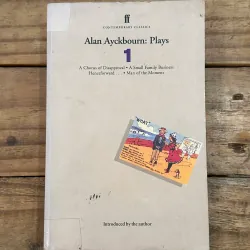 ff
CONTEMPORARY CLASSICS
Alan Ayckbourn: Plays
1
A Chorus of Disapproval • A Small Family Business
Henceforward . . . • Man of the Moment
Introduced by the author